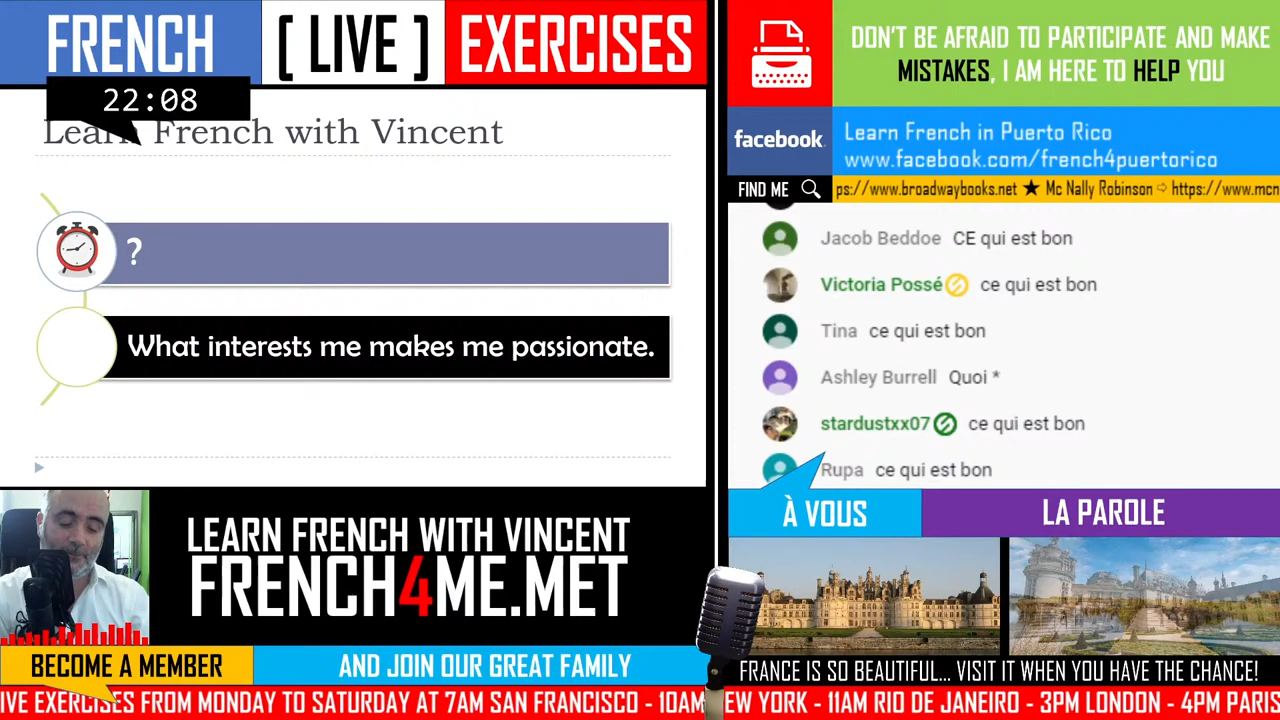 FRENCH
[ LIVE ]
EXERCISES
22:08
Learn French with Vincent
?
What interests me makes me passionate.
LEARN FRENCH WITH VINCENT
FRENCH4ME.MET
BECOME A MEMBER
AND JOIN OUR GREAT FAMILY
DON'T BE AFRAID TO PARTICIPATE AND MAKE
MISTAKES, I AM HERE TO HELP YOU
facebook.
Learn French in Puerto Rico
www.facebook.com/french4puertorico
FIND ME
ps://www.broadwaybooks.net ★ Mc Nally Robinson ⇨ https://www.mcn
Jacob Beddoe CE qui est bon
Victoria Possé ce qui est bon
Tina ce qui est bon
Ashley Burrell Quoi *
stardustxx07 ce qui est bon
Rupa ce qui est bon
À VOUS
LA PAROLE
FRANCE IS SO BEAUTIFUL... VISIT IT WHEN YOU HAVE THE CHANCE!
IVE EXERCISES FROM MONDAY TO SATURDAY AT 7AM SAN FRANCISCO - 10AM NEW YORK - 11AM RIO DE JANEIRO - 3PM LONDON - 4PM PARIS